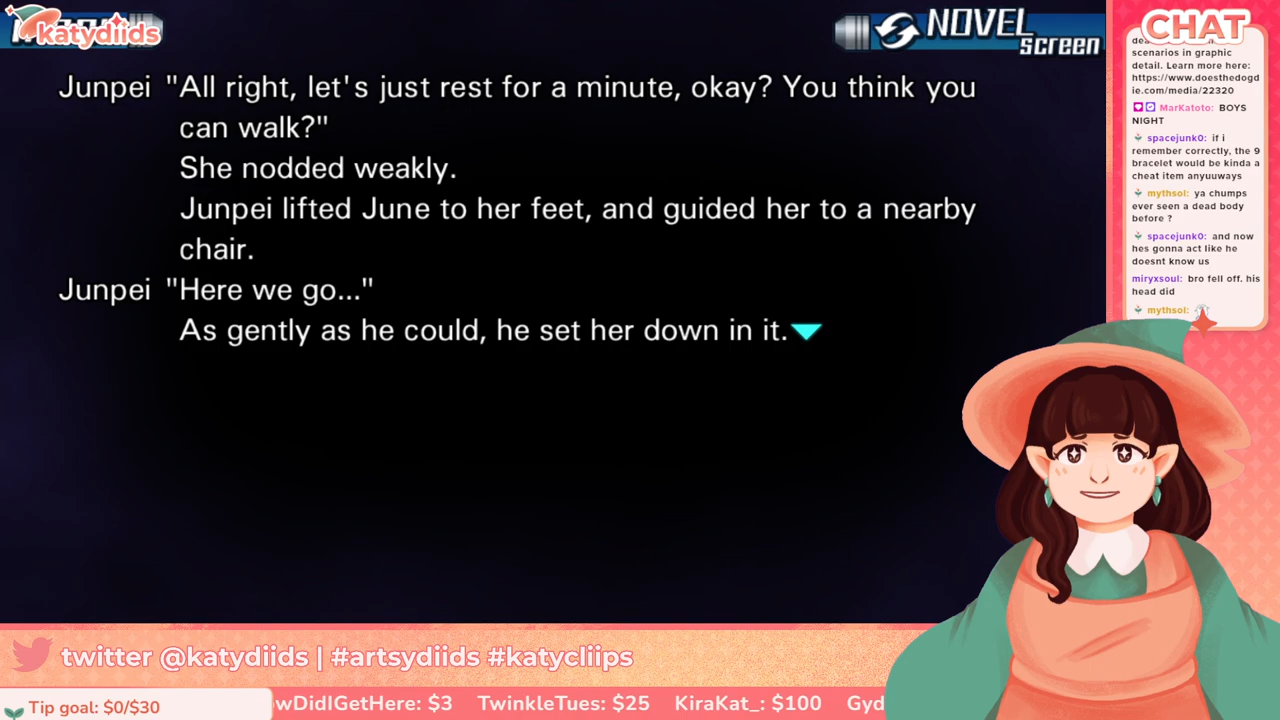 katydiids
NOVEL
screen
Junpei "All right, let's just rest for a minute, okay? You think you
can walk?"
She nodded weakly.
Junpei lifted June to her feet, and guided her to a nearby
chair.
Junpei "Here we go..."
As gently as he could, he set her down in it.
CHAT
scenarios in graphic
detail. Learn more here:
https://www.doesthedogd
ie.com/media/22320
MarKatoto: BOYS
NIGHT
spacejunk0: if i
remember correctly, the 9
bracelet would be kinda a
cheat item anyuuways
mythsol: ya chumps
ever seen a dead body
before ?
spacejunk0: and now
hes gonna act like he
doesnt know us
miryxsoul: bro fell off. his
head did
mythsol:
twitter @katydiids | #artsydiids #katycliips
Tip goal: $0/$30
wDidIGetHere: $3 TwinkleTues: $25 KiraKat_: $100 Gyd